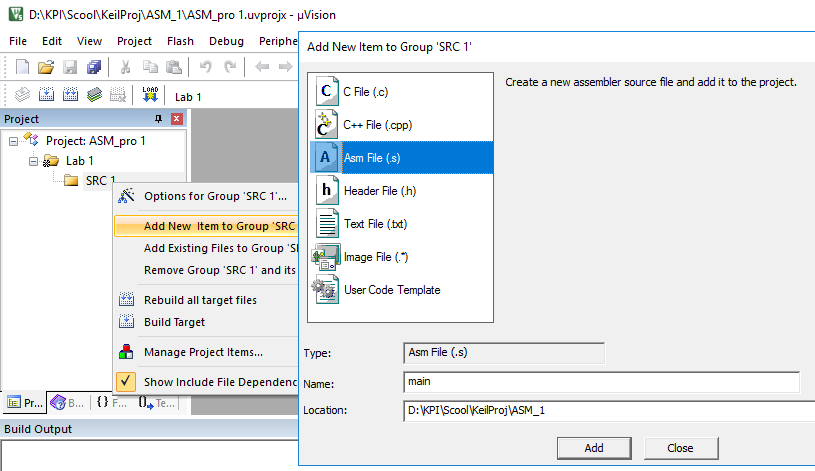 D:\KPI\Scool\KeilProj\ASM_1\ASM_pro 1.uvprojx - µVision
File Edit View Project Flash Debug Peripherals
LOAD Lab 1
Project
Project: ASM_pro 1
Lab 1
SRC 1
Options for Group 'SRC 1'...
Add New Item to Group 'SRC
Add Existing Files to Group 'S
Remove Group 'SRC 1' and its
Rebuild all target files
Build Target
Manage Project Items...
Show Include File Dependenc
Pr... B... {} F... 0 Te...
Build Output
Add New Item to Group 'SRC 1'
C File (.c)
C++ File (.cpp)
Asm File (.s)
Header File (.h)
Text File (.txt)
Image File (.*)
User Code Template
Create a new assembler source file and add it to the project.
Type: Asm File (.s)
Name: main
Location: D:\KPI\Scool\KeilProj\ASM_1
Add Close